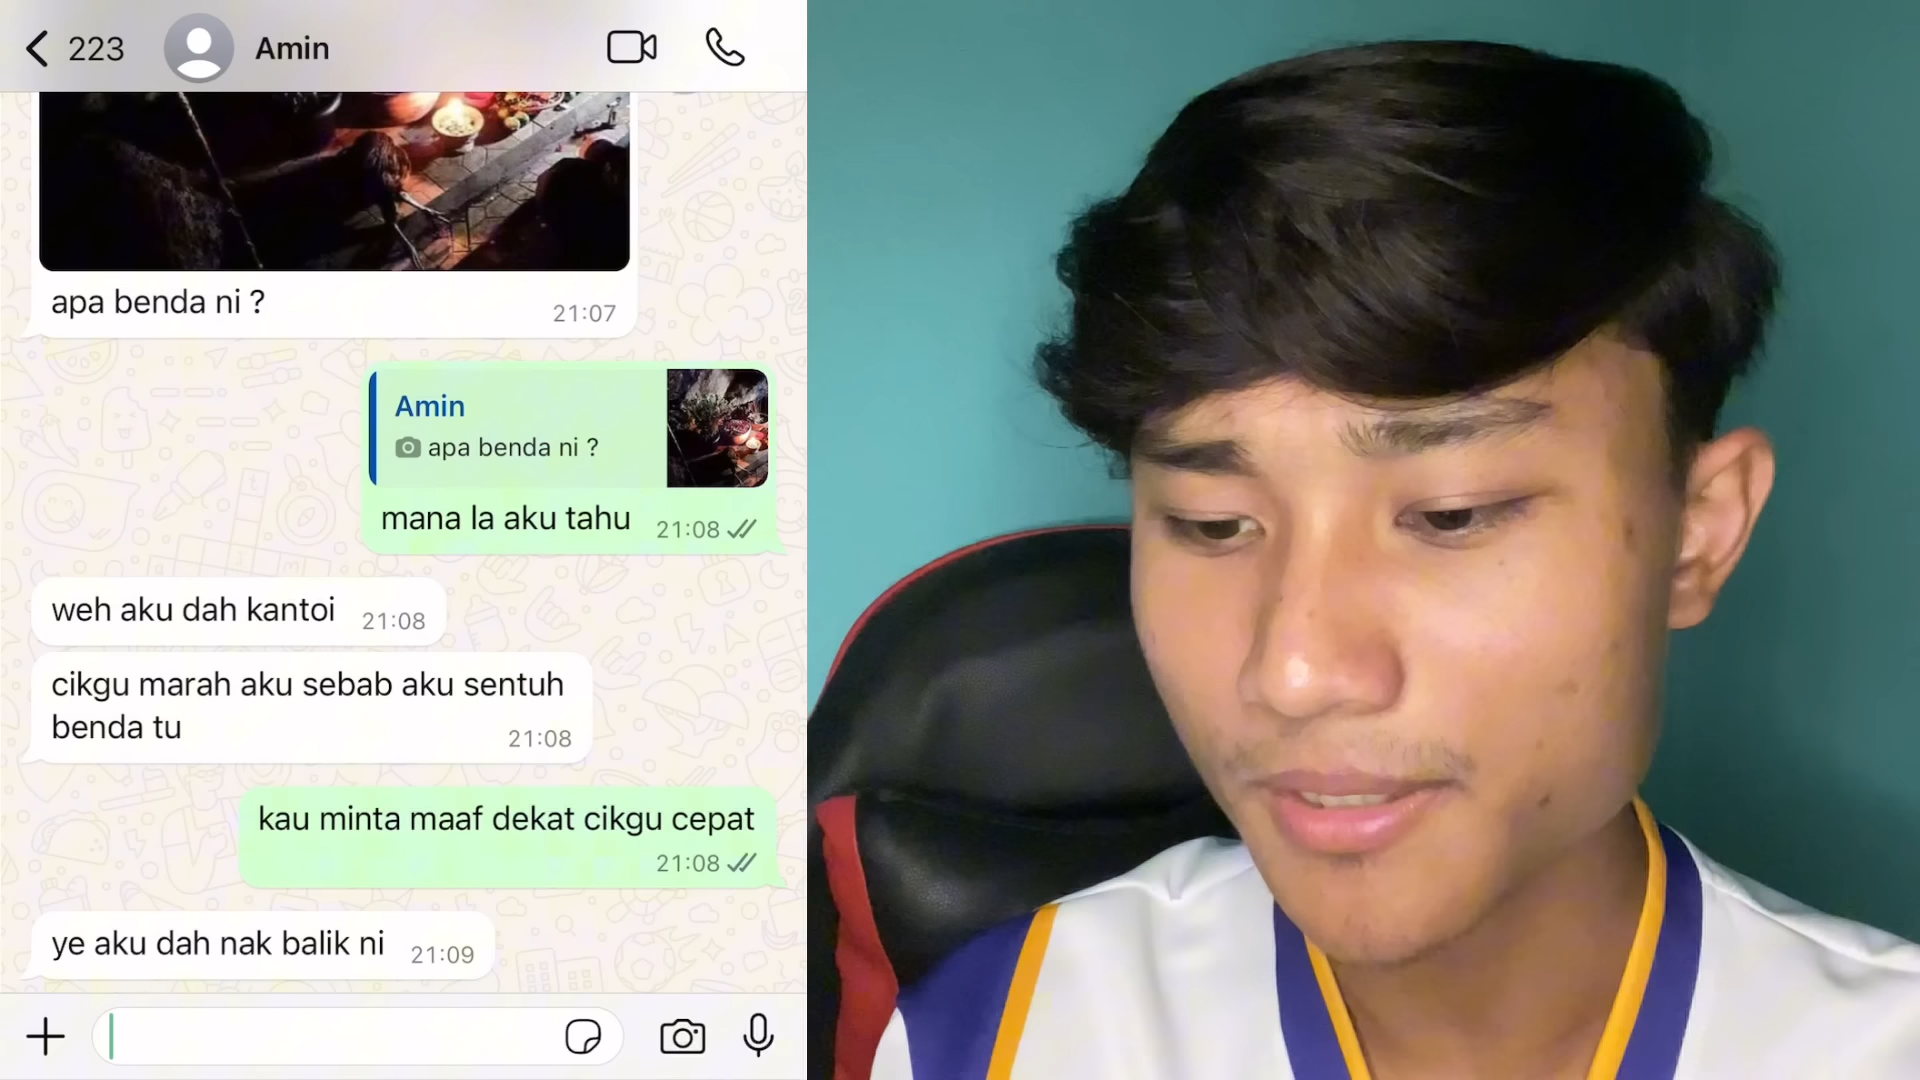 223
Amin
apa benda ni ?
21:07
Amin
apa benda ni ?
mana la aku tahu
21:08
weh aku dah kantoi
21:08
cikgu marah aku sebab aku sentuh
benda tu
21:08
kau minta maaf dekat cikgu cepat
21:08
ye aku dah nak balik ni
21:09